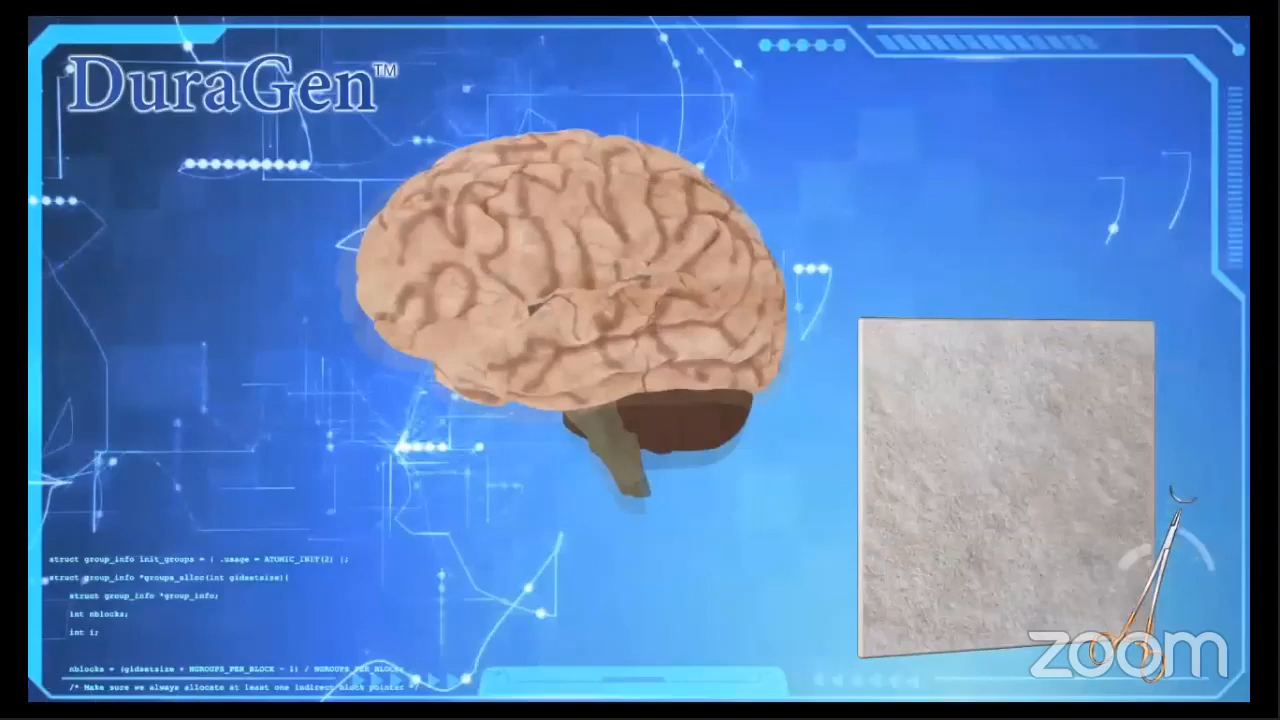 DuraGen™
struct group_info init_groups = { .usage = ATOMIC_INIT(2) };
struct group_info *groups_alloc(int gidsetsize){
struct group_info *group_info;
int nblocks;
int i;
nblocks = (gidsetsize + NGROUPS_PER_BLOCK - 1) / NGROUPS_PER_BLOCK;
/* Make sure we always allocate at least one indirect block pointer */
zoom